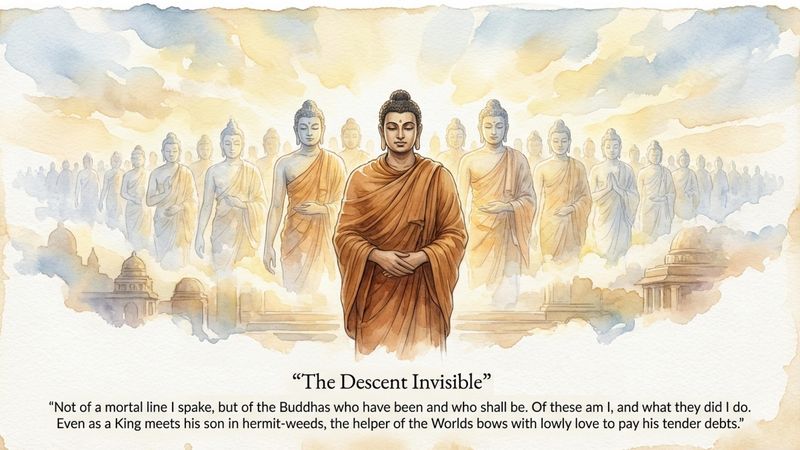 “The Descent Invisible”
“Not of a mortal line I spake, but of the Buddhas who have been and who shall be. Of these am I, and what they did I do.
Even as a King meets his son in hermit-weeds, the helper of the Worlds bows with lowly love to pay his tender debts.”